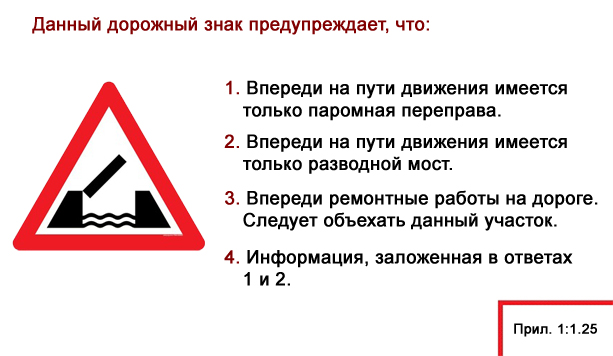 Данный дорожный знак предупреждает, что:
1. Впереди на пути движения имеется
только паромная переправа.
2. Впереди на пути движения имеется
только разводной мост.
3. Впереди ремонтные работы на дороге.
Следует объехать данный участок.
4. Информация, заложенная в ответах
1 и 2.
Прил. 1:1.25